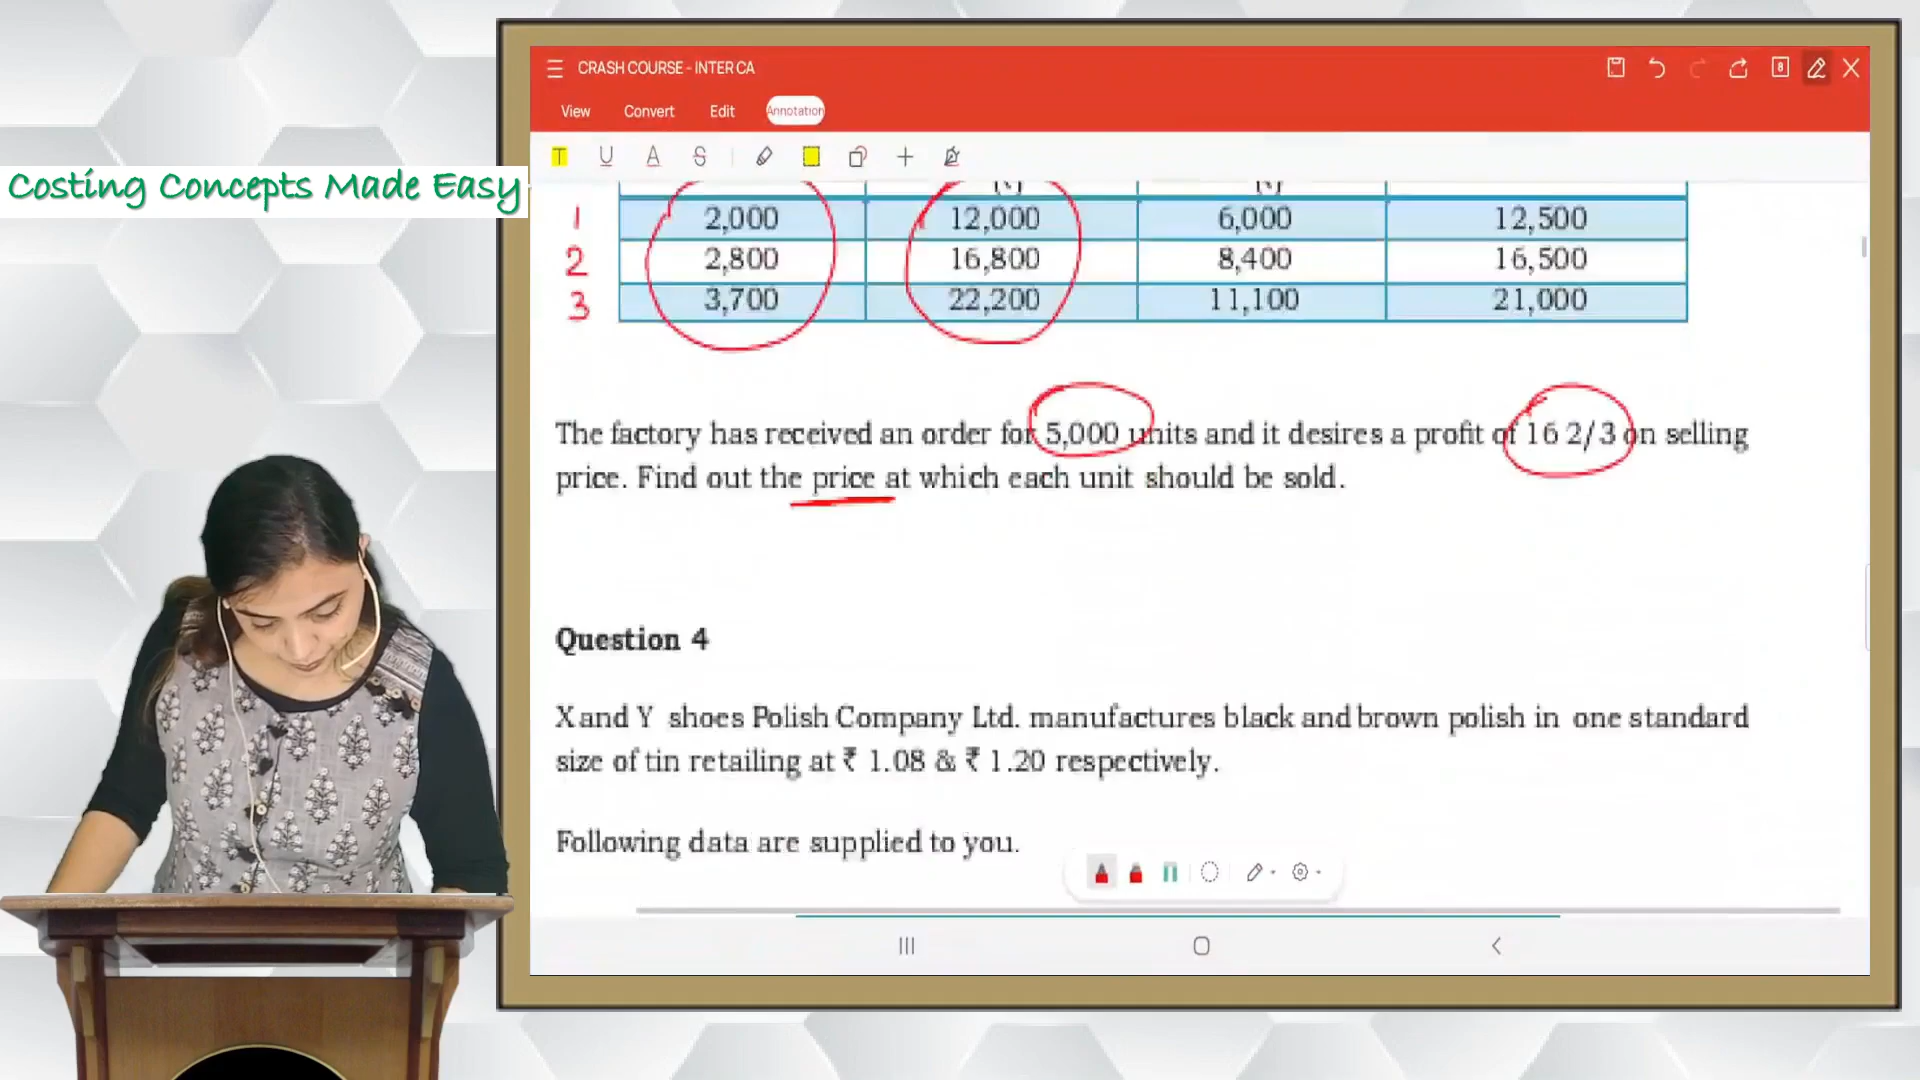 CRASH COURSE - INTER CA
View Convert Edit Annotation
Costing Concepts Made Easy
1 2,000 12,000 6,000 12,500
2 2,800 16,800 8,400 16,500
3 3,700 22,200 11,100 21,000
The factory has received an order for 5,000 units and it desires a profit of 16 2/3 on selling
price. Find out the price at which each unit should be sold.
Question 4
X and Y shoes Polish Company Ltd. manufactures black and brown polish in one standard
size of tin retailing at ₹ 1.08 & ₹ 1.20 respectively.
Following data are supplied to you.